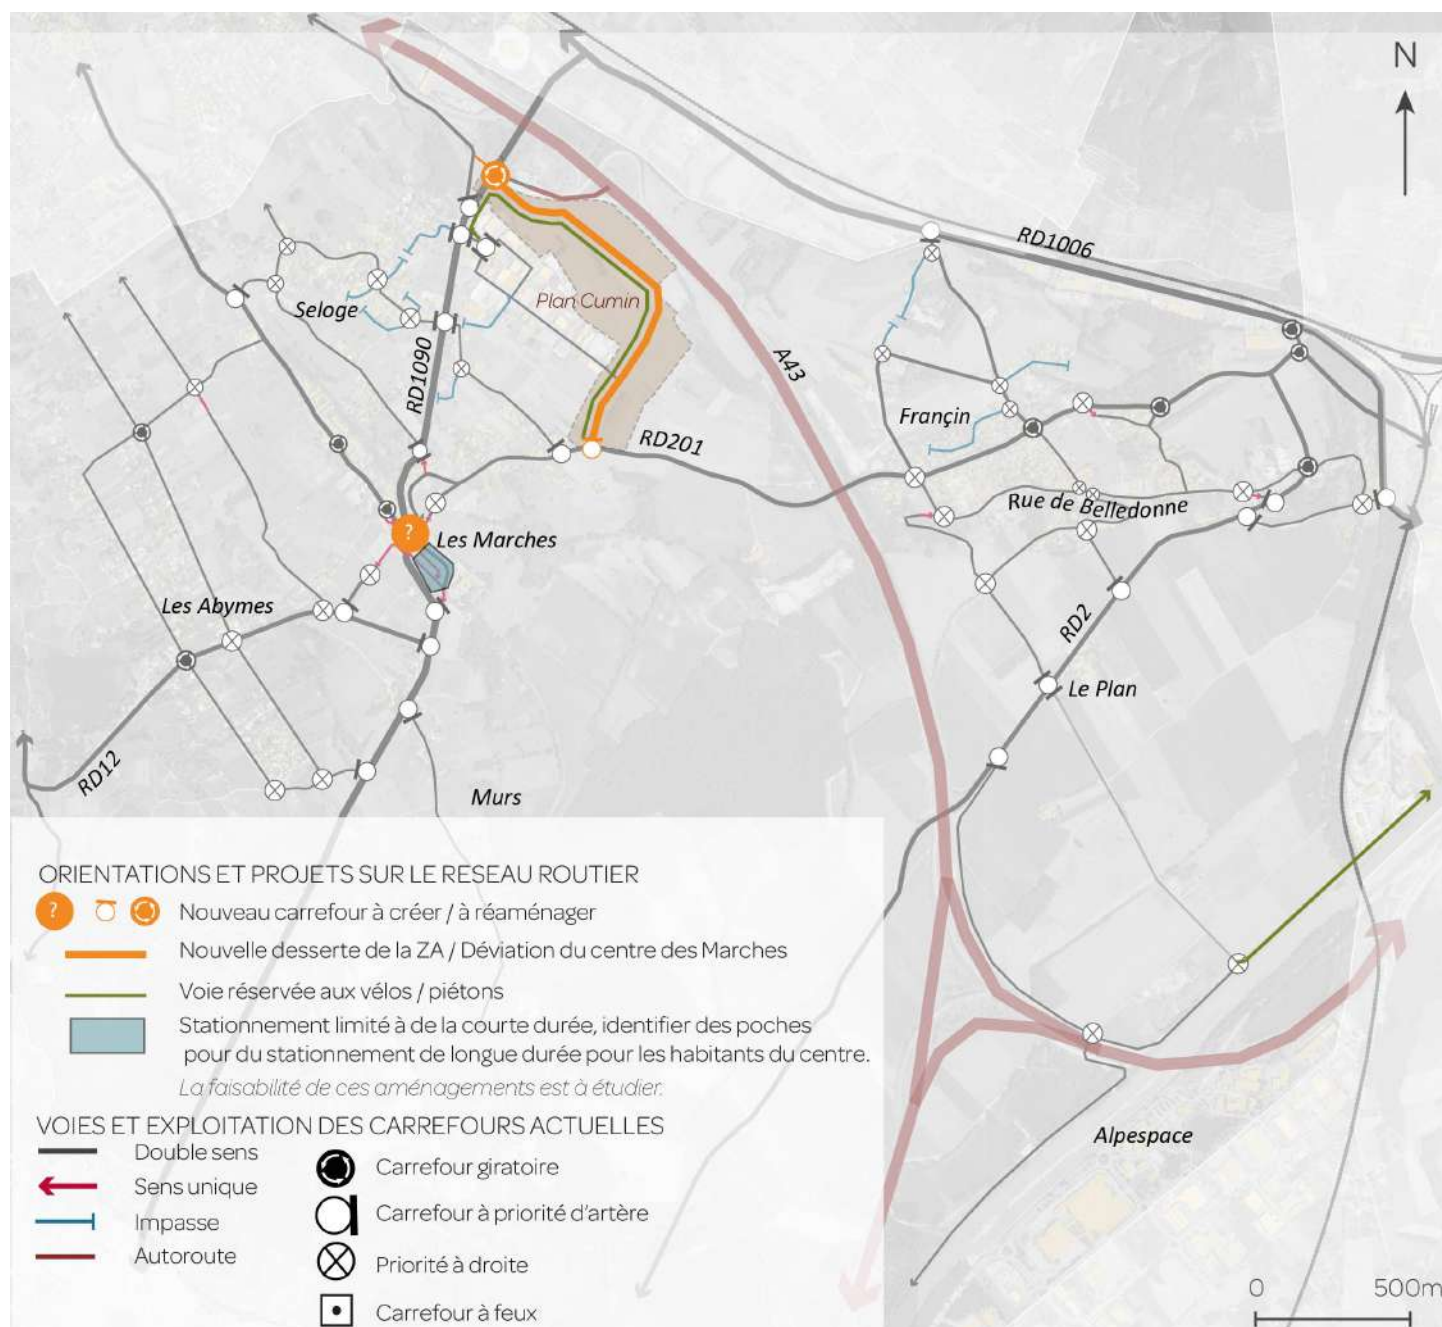 N
RD1006
Plan Cumin
Seloge
A43
RD1090
Françin
RD201
Rue de Belledonne
?
Les Marches
Les Abymes
RD2
Le Plan
RD12
Murs
ORIENTATIONS ET PROJETS SUR LE RESEAU ROUTIER
? Nouveau carrefour à créer / à réaménager
Nouvelle desserte de la ZA / Déviation du centre des Marches
Voie réservée aux vélos / piétons
Stationnement limité à de la courte durée, identifier des poches
pour du stationnement de longue durée pour les habitants du centre.
La faisabilité de ces aménagements est à étudier.
VOIES ET EXPLOITATION DES CARREFOURS ACTUELLES
Double sens
Sens unique
Impasse
Autoroute
Carrefour giratoire
Carrefour à priorité d'artère
Priorité à droite
Carrefour à feux
Alpespace
0 500m